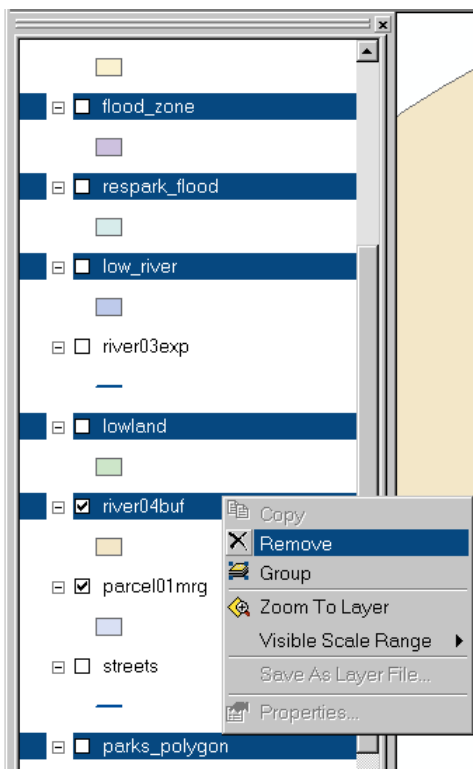 flood_zone
respark_flood
low_river
river03exp
lowland
river04buf
Copy
Remove
Group
Zoom To Layer
Visible Scale Range
Save As Layer File...
Properties...
parcel01mrg
streets
parks_polygon